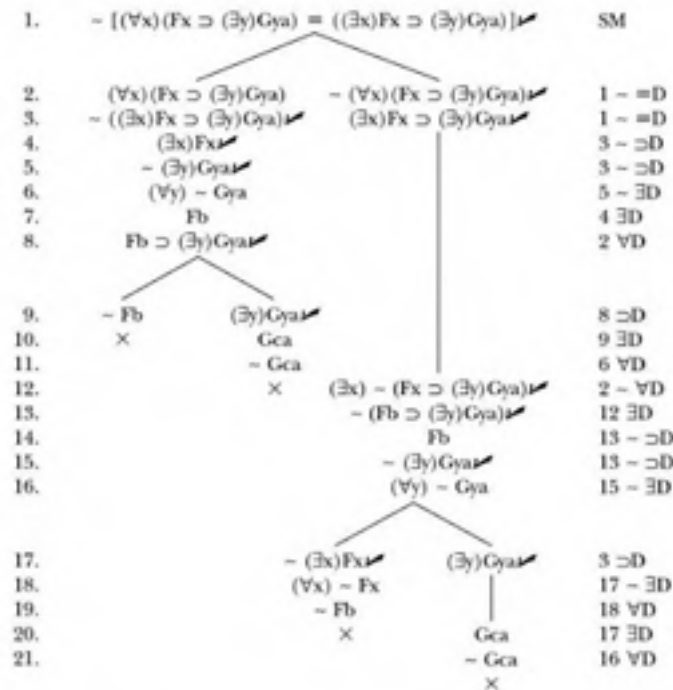 1. ~ [(∀x)(Fx ⊃ (∃y)Gya) ≡ ((∃x)Fx ⊃ (∃y)Gya)]✓ SM
2. (∀x)(Fx ⊃ (∃y)Gya) ~ (∀x)(Fx ⊃ (∃y)Gya)✓ 1 ~ ≡D
3. ~ ((∃x)Fx ⊃ (∃y)Gya)✓ (∃x)Fx ⊃ (∃y)Gya✓ 1 ~ ≡D
4. (∃x)Fx✓ 3 ~ ⊃D
5. ~ (∃y)Gya✓ 3 ~ ⊃D
6. (∀y) ~ Gya 5 ~ ∃D
7. Fb 4 ∃D
8. Fb ⊃ (∃y)Gya✓ 2 ∀D
9. ~ Fb (∃y)Gya✓ 8 ⊃D
10. × Gca 9 ∃D
11. ~ Gca 6 ∀D
12. × (∃x) ~ (Fx ⊃ (∃y)Gya)✓ 2 ~ ∀D
13. ~ (Fb ⊃ (∃y)Gya)✓ 12 ∃D
14. Fb 13 ~ ⊃D
15. ~ (∃y)Gya✓ 13 ~ ⊃D
16. (∀y) ~ Gya 15 ~ ∃D
17. ~ (∃x)Fx✓ (∃y)Gya✓ 3 ⊃D
18. (∀x) ~ Fx 17 ~ ∃D
19. ~ Fb 18 ∀D
20. × Gca 17 ∃D
21. ~ Gca 16 ∀D
×